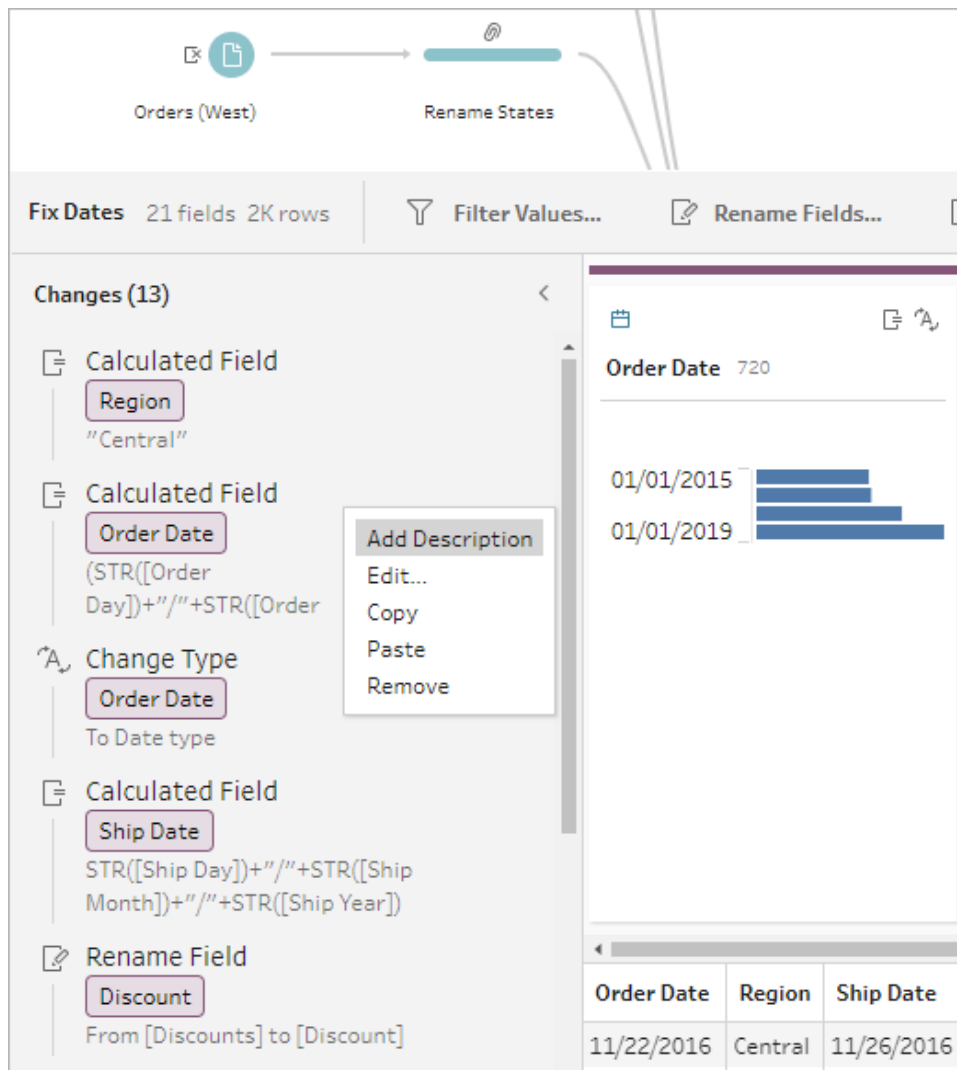 Orders (West)
Rename States
Fix Dates 21 fields 2K rows
Filter Values...
Rename Fields...
Changes (13)
Calculated Field
Region
"Central"
Calculated Field
Order Date
(STR([Order
Day])+"/"+STR([Order
Change Type
Order Date
To Date type
Calculated Field
Ship Date
STR([Ship Day])+"/"+STR([Ship
Month])+"/"+STR([Ship Year])
Rename Field
Discount
From [Discounts] to [Discount]
Add Description
Edit...
Copy
Paste
Remove
Order Date 720
01/01/2015
01/01/2019
Order Date Region Ship Date
11/22/2016 Central 11/26/2016